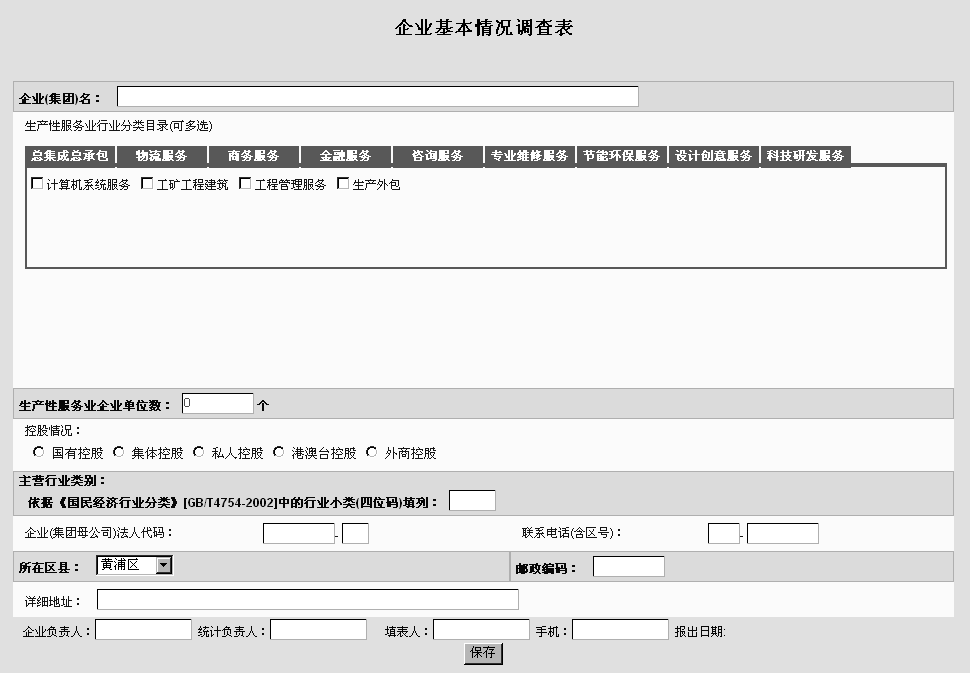 企业基本情况调查表
企业(集团)名：
生产性服务业行业分类目录(可多选)
总集成总承包 物流服务 商务服务 金融服务 咨询服务 专业维修服务 节能环保服务 设计创意服务 科技研发服务
计算机系统服务 工矿工程建筑 工程管理服务 生产外包
生产性服务业企业单位数： 0 个
控股情况：
国有控股 集体控股 私人控股 港澳台控股 外商控股
主营行业类别：
依据《国民经济行业分类》[GB/T4754-2002]中的行业小类(四位码)填列：
企业(集团母公司)法人代码： - 联系电话(含区号)： -
所在区县： 黄浦区 邮政编码：
详细地址：
企业负责人： 统计负责人： 填表人： 手机： 报出日期:
保存